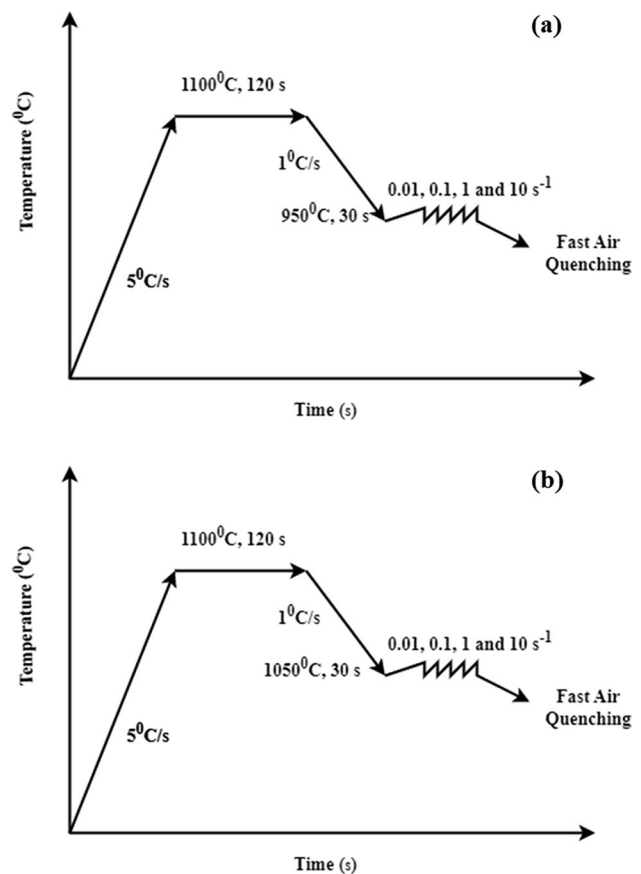 (a)
1100⁰C, 120 s
1⁰C/s
0.01, 0.1, 1 and 10 s⁻¹
950⁰C, 30 s
Fast Air
Quenching
5⁰C/s
Temperature (⁰C)
Time (s)
(b)
1100⁰C, 120 s
1⁰C/s
0.01, 0.1, 1 and 10 s⁻¹
1050⁰C, 30 s
Fast Air
Quenching
5⁰C/s
Temperature (⁰C)
Time (s)